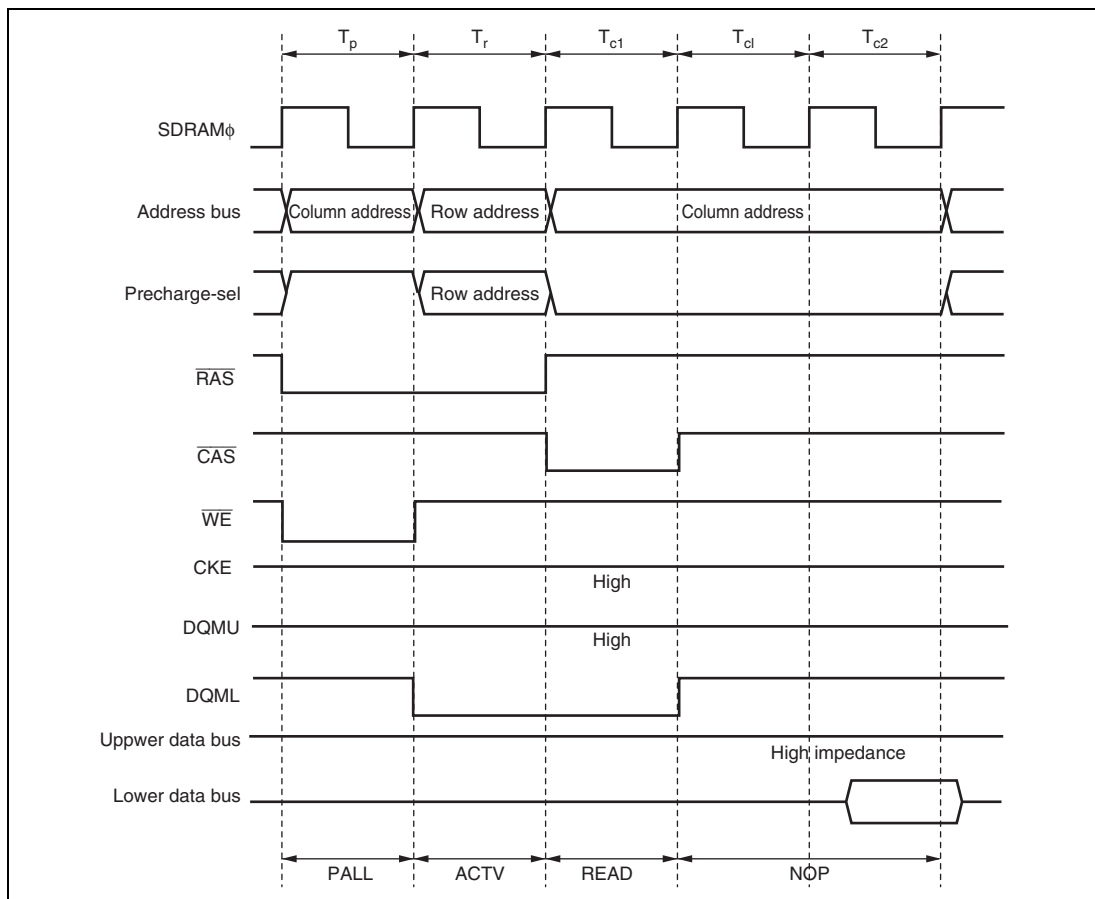 Tp Tr Tc1 Tcl Tc2
SDRAMφ
Address bus Column address Row address Column address
Precharge-sel Row address
RAS
CAS
WE
CKE
High
DQMU
High
DQML
Uppwer data bus
High impedance
Lower data bus
PALL ACTV READ NOP